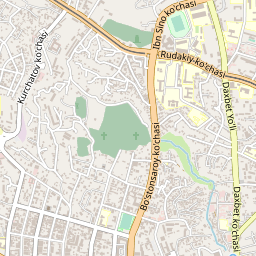 Ibn Sino ko'chasi
Rudakiy ko'chasi
Kurchatov ko'chabi
Daxbet Yo'li
Bo'stonsaroy ko'chasi
Daxbet ko'chasi